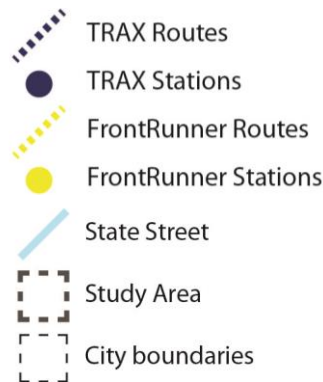 TRAX Routes
TRAX Stations
FrontRunner Routes
FrontRunner Stations
State Street
Study Area
City boundaries